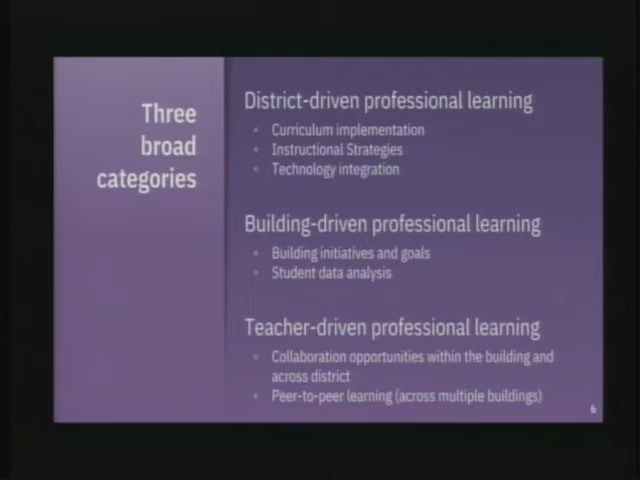 Three
broad
categories
District-driven professional learning
Curriculum implementation
Instructional Strategies
Technology integration
Building-driven professional learning
Building initiatives and goals
Student data analysis
Teacher-driven professional learning
Collaboration opportunities within the building and
across district
Peer-to-peer learning (across multiple buildings)
6